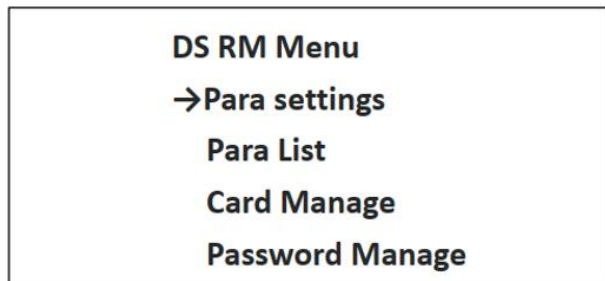 DS RM Menu
→Para settings
Para List
Card Manage
Password Manage